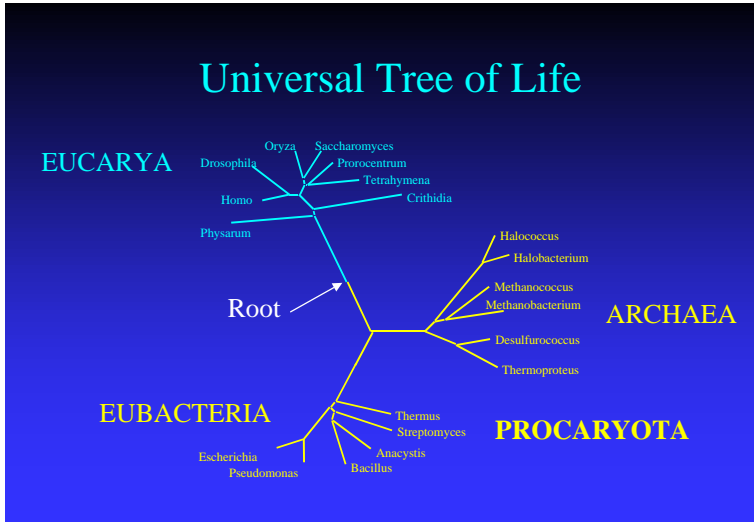 Universal Tree of Life
EUCARYA
Oryza
Saccharomyces
Drosophila
Prorocentrum
Tetrahymena
Homo
Crithidia
Physarum
Root
Halococcus
Halobacterium
Methanococcus
Methanobacterium
ARCHAEA
Desulfurococcus
Thermoproteus
EUBACTERIA
Thermus
Streptomyces
PROCARYOTA
Escherichia
Anacystis
Pseudomonas
Bacillus